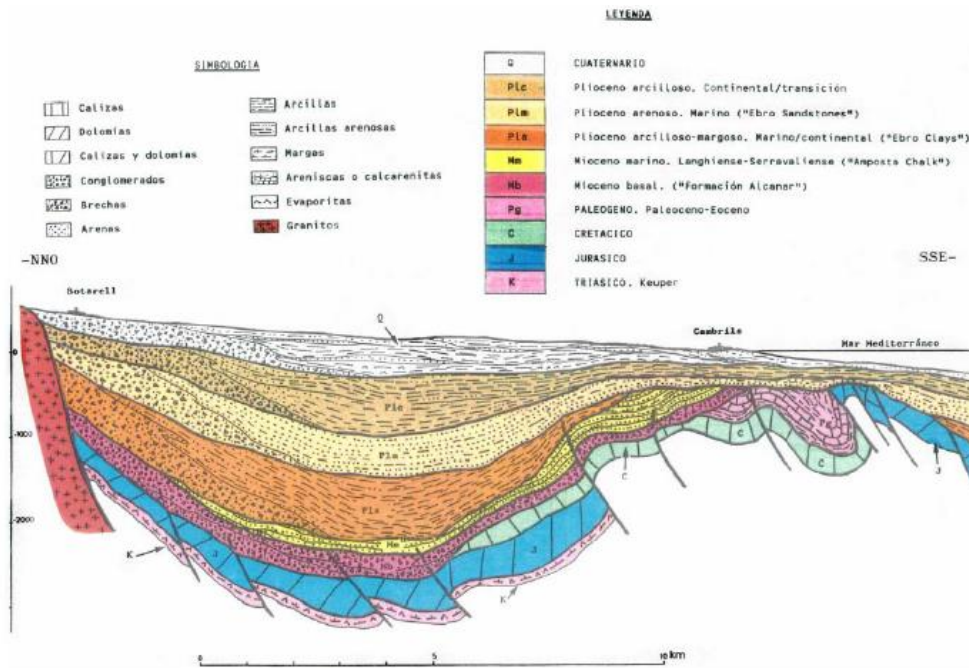 LEYENDA
SIMBOLOGIA
Calizas
Dolomias
Calizas y dolomias
Conglomerados
Brechas
Arenas
Arcillas
Arcillas arenosas
Margas
Areniscas o calcarenitas
Evaporitas
Granitos
Q CUATERNARIO
Plc Plioceno arcilloso. Continental/transición
Plm Plioceno arenoso. Marino ("Ebro Sandstones")
Pla Plioceno arcilloso-margoso. Marino/continental ("Ebro Clays")
Mm Mioceno marino. Langhiense-Serravaliense ("Amposta Chalk")
Mb Mioceno basal. ("Formación Alcanar")
Pg PALEOGENO. Paleoceno-Eoceno
C CRETACICO
J JURASICO
K TRIASICO. Keuper
-NNO
SSE-
Botarell
Q
Cambrils
Mar Mediterráneo
0
-1000
-2000
Plc
Plm
Pla
Mm
Mb
Pg
C
C
C
J
J
J
K
K
0 5 10 km